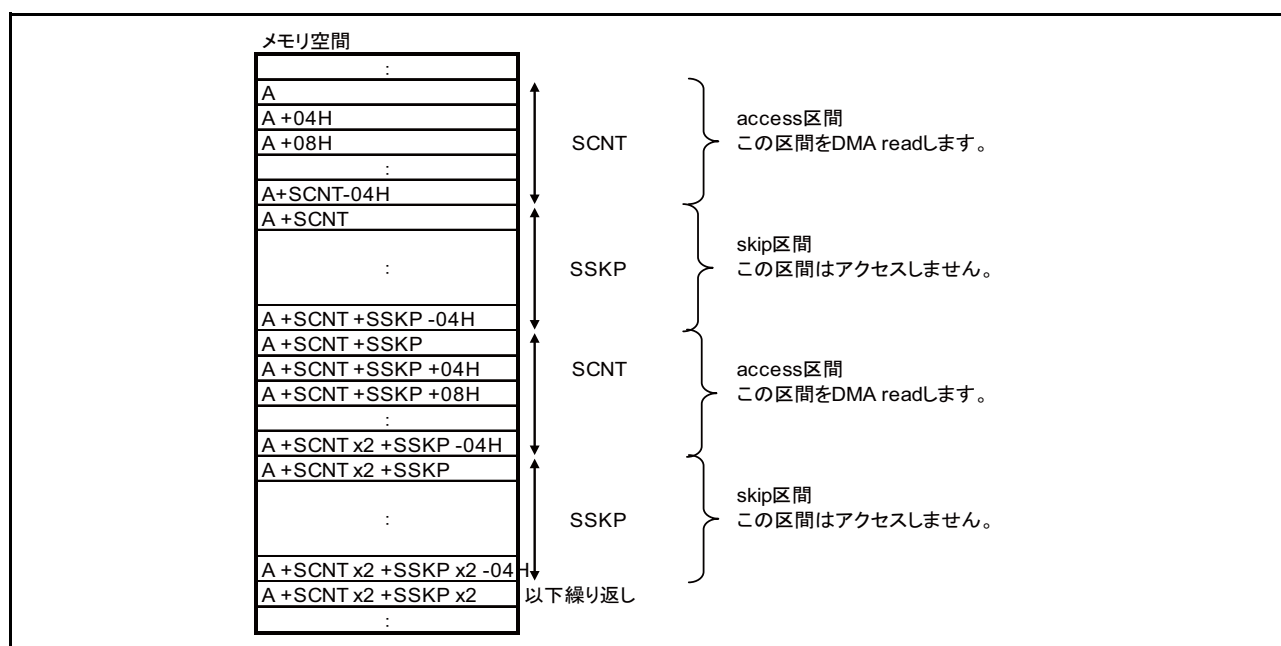 メモリ空間
:
A
A +04H
A +08H
:
A+SCNT-04H
SCNT
access区間
この区間をDMA readします。
A +SCNT
:
A +SCNT +SSKP -04H
SSKP
skip区間
この区間はアクセスしません。
A +SCNT +SSKP
A +SCNT +SSKP +04H
A +SCNT +SSKP +08H
:
A +SCNT x2 +SSKP -04H
SCNT
access区間
この区間をDMA readします。
A +SCNT x2 +SSKP
:
A +SCNT x2 +SSKP x2 -04H
SSKP
skip区間
この区間はアクセスしません。
A +SCNT x2 +SSKP x2
以下繰り返し
: